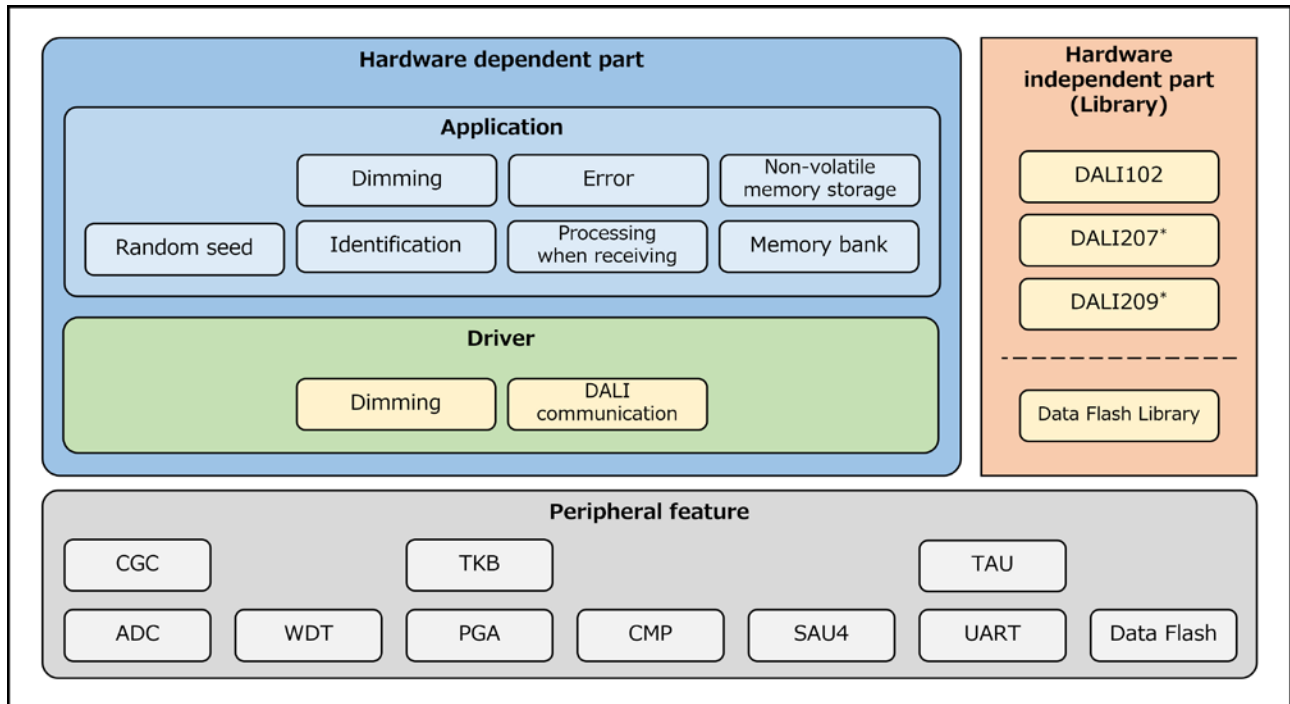 Hardware dependent part
Application
Dimming
Error
Non-volatile
memory storage
Random seed
Identification
Processing
when receiving
Memory bank
Driver
Dimming
DALI
communication
Hardware
independent part
(Library)
DALI102
DALI207*
DALI209*
Data Flash Library
Peripheral feature
CGC
TKB
TAU
ADC
WDT
PGA
CMP
SAU4
UART
Data Flash